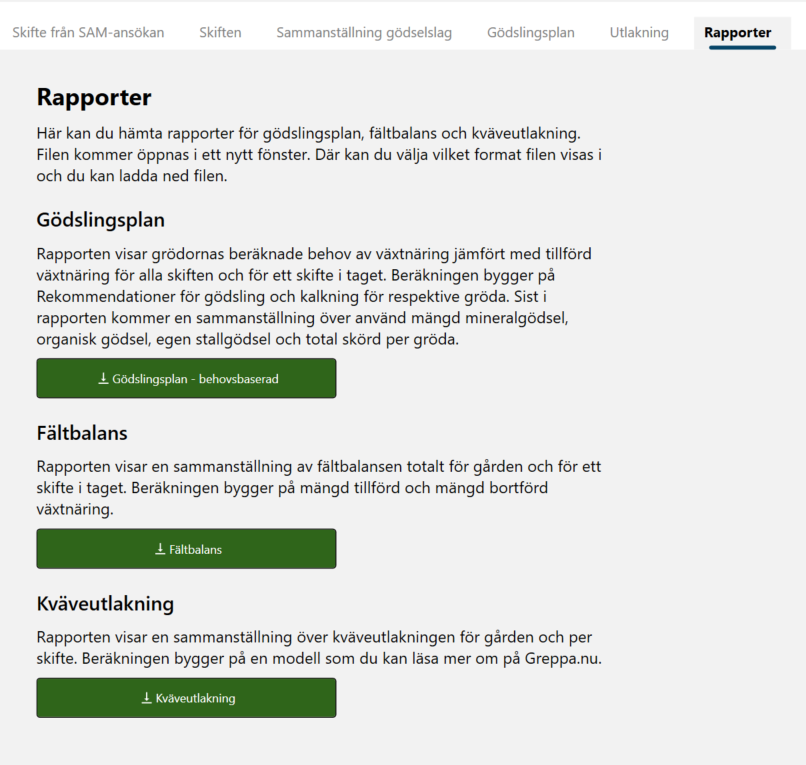 Skifte från SAM-ansökan Skiften Sammanställning gödselslag Gödslingsplan Utlakning Rapporter
Rapporter
Här kan du hämta rapporter för gödslingsplan, fältbalans och kväveutlakning.
Filen kommer öppnas i ett nytt fönster. Där kan du välja vilket format filen visas i
och du kan ladda ned filen.
Gödslingsplan
Rapporten visar grödornas beräknade behov av växtnäring jämfört med tillförd
växtnäring för alla skiften och för ett skifte i taget. Beräkningen bygger på
Rekommendationer för gödsling och kalkning för respektive gröda. Sist i
rapporten kommer en sammanställning över använd mängd mineralgödsel,
organisk gödsel, egen stallgödsel och total skörd per gröda.
Gödslingsplan - behovsbaserad
Fältbalans
Rapporten visar en sammanställning av fältbalansen totalt för gården och för ett
skifte i taget. Beräkningen bygger på mängd tillförd och mängd bortförd
växtnäring.
Fältbalans
Kväveutlakning
Rapporten visar en sammanställning över kväveutlakningen för gården och per
skifte. Beräkningen bygger på en modell som du kan läsa mer om på Greppa.nu.
Kväveutlakning